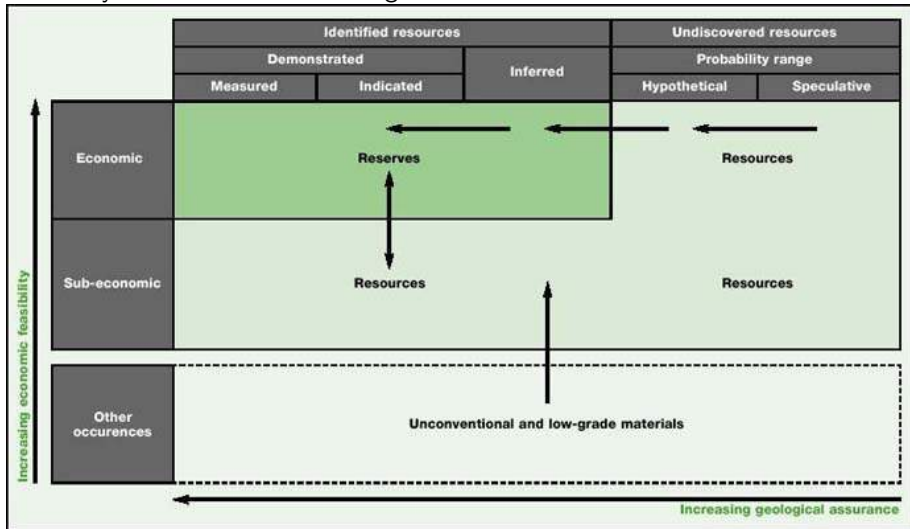 Identified resources
Undiscovered resources
Demonstrated
Inferred
Probability range
Measured
Indicated
Hypothetical
Speculative
Economic
Reserves
Resources
Sub-economic
Resources
Resources
Other
occurences
Unconventional and low-grade materials
Increasing economic feasibility
Increasing geological assurance